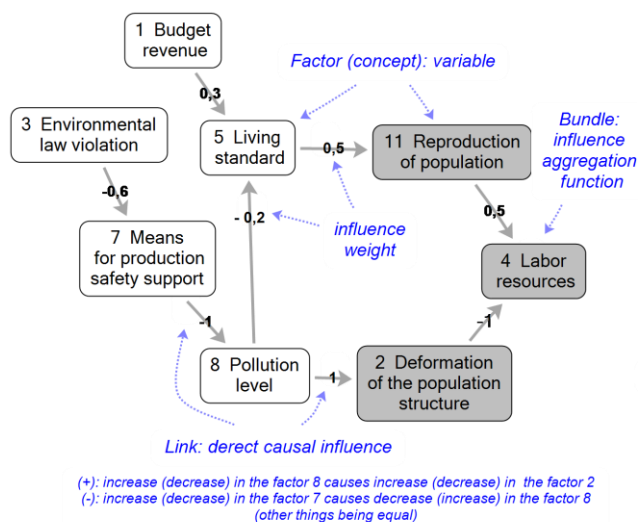 1 Budget
revenue
0,3
Factor (concept): variable
3 Environmental
law violation
5 Living
standard
0,5
11 Reproduction
of population
Bundle:
influence
aggregation
function
-0,6
7 Means
for production
safety support
- 0,2
influence
weight
0,5
4 Labor
resources
-1
8 Pollution
level
1
2 Deformation
of the population
structure
-1
Link: derect causal influence
(+): increase (decrease) in the factor 8 causes increase (decrease) in the factor 2
(-): increase (decrease) in the factor 7 causes decrease (increase) in the factor 8
(other things being equal)